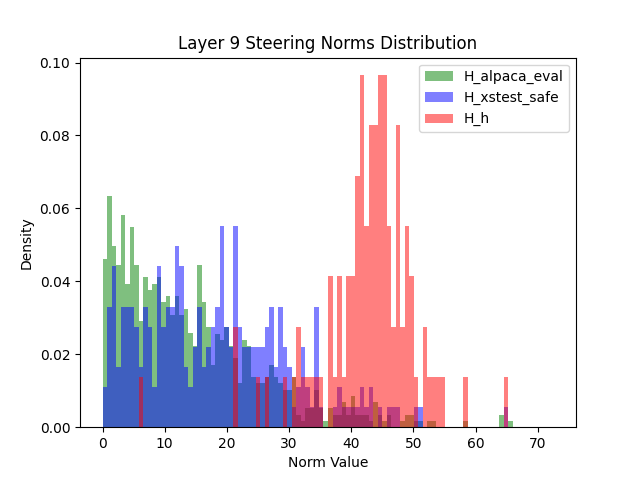 Layer 9 Steering Norms Distribution
H_alpaca_eval
H_xstest_safe
H_h
Density
0.10
0.08
0.06
0.04
0.02
0.00
0 10 20 30 40 50 60 70
Norm Value